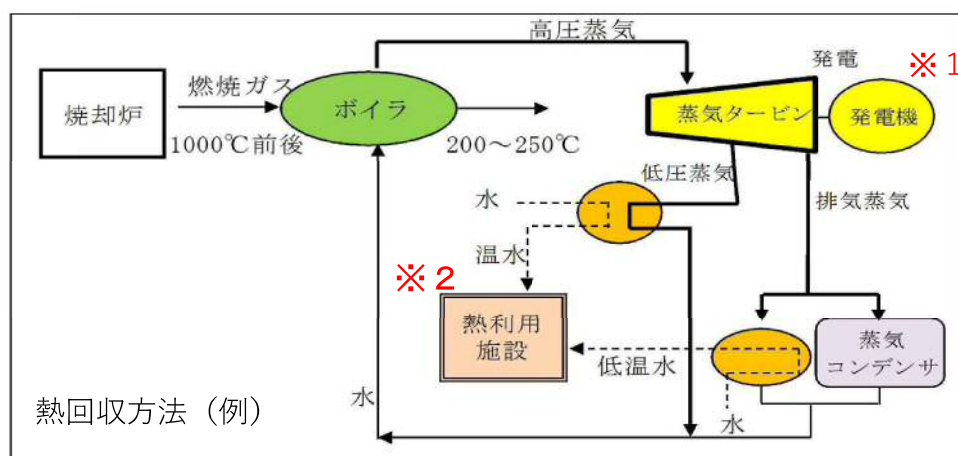 高圧蒸気
発電
※1
焼却炉
燃焼ガス
1000℃前後
ボイラ
200～250℃
蒸気タービン
発電機
低圧蒸気
排気蒸気
水
温水
※２
熱利用
施設
低温水
蒸気
コンデンサ
水
水
熱回収方法（例）